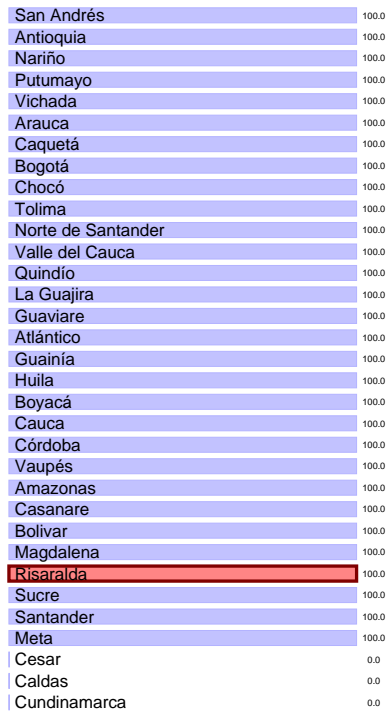 San Andrés 100.0
Antioquia 100.0
Nariño 100.0
Putumayo 100.0
Vichada 100.0
Arauca 100.0
Caquetá 100.0
Bogotá 100.0
Chocó 100.0
Tolima 100.0
Norte de Santander 100.0
Valle del Cauca 100.0
Quindío 100.0
La Guajira 100.0
Guaviare 100.0
Atlántico 100.0
Guainía 100.0
Huila 100.0
Boyacá 100.0
Cauca 100.0
Córdoba 100.0
Vaupés 100.0
Amazonas 100.0
Casanare 100.0
Bolivar 100.0
Magdalena 100.0
Risaralda 100.0
Sucre 100.0
Santander 100.0
Meta 100.0
Cesar 0.0
Caldas 0.0
Cundinamarca 0.0